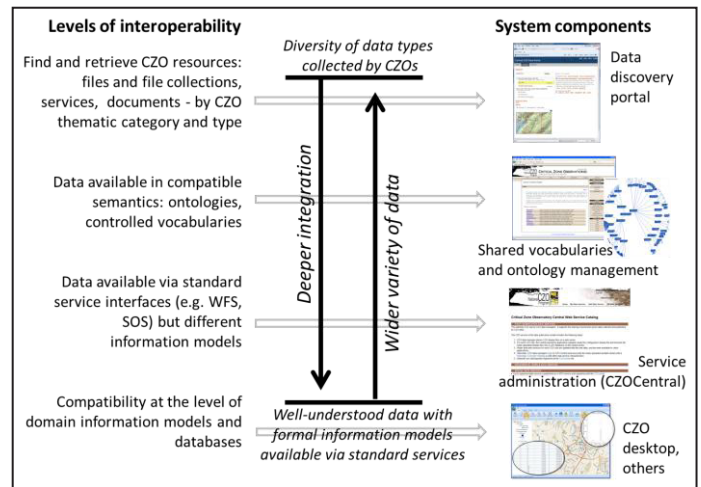 Levels of interoperability
System components
Find and retrieve CZO resources:
files and file collections,
services, documents - by CZO
thematic category and type
Diversity of data types
collected by CZOs
Data
discovery
portal
Data available in compatible
semantics: ontologies,
controlled vocabularies
Deeper integration
Wider variety of data
Shared vocabularies
and ontology management
Data available via standard
service interfaces (e.g. WFS,
SOS) but different
information models
CZO
Critical Zone Observatory Central Web Service Catalog
Service
administration (CZOCentral)
Compatibility at the level of
domain information models and
databases
Well-understood data with
formal information models
available via standard services
CZO
desktop,
others